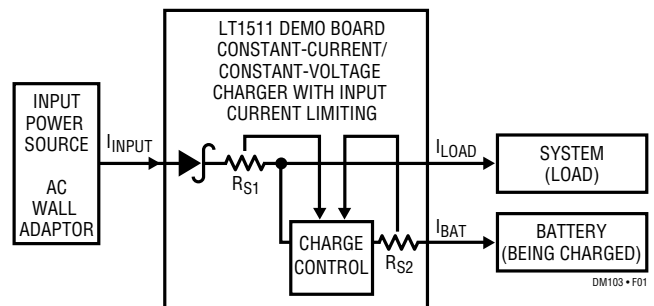 LT1511 DEMO BOARD
CONSTANT-CURRENT/
CONSTANT-VOLTAGE
CHARGER WITH INPUT
CURRENT LIMITING
INPUT
POWER
SOURCE
AC
WALL
ADAPTOR
IINPUT
RS1
ILOAD
SYSTEM
(LOAD)
CHARGE
CONTROL
RS2
IBAT
BATTERY
(BEING CHARGED)
DM103 • F01